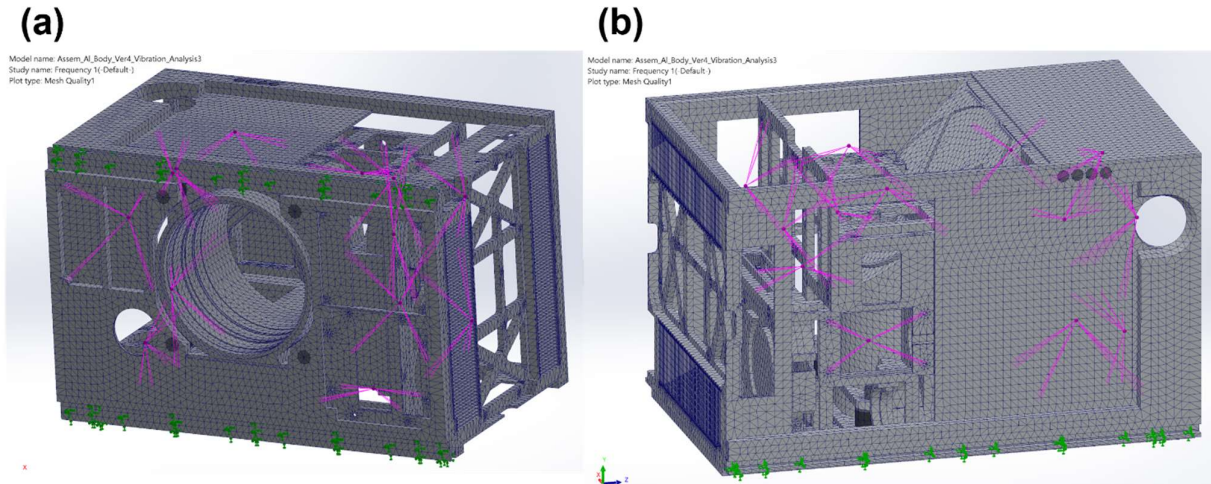 (a)
Model name: Assem_Al_Body_Ver4_Vibration_Analysis3
Study name: Frequency 1(-Default-)
Plot type: Mesh Quality1
X
(b)
Model name: Assem_Al_Body_Ver4_Vibration_Analysis3
Study name: Frequency 1(-Default-)
Plot type: Mesh Quality1
Y
X
Z